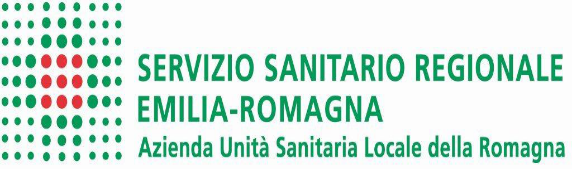 SERVIZIO SANITARIO REGIONALE
EMILIA-ROMAGNA
Azienda Unità Sanitaria Locale della Romagna